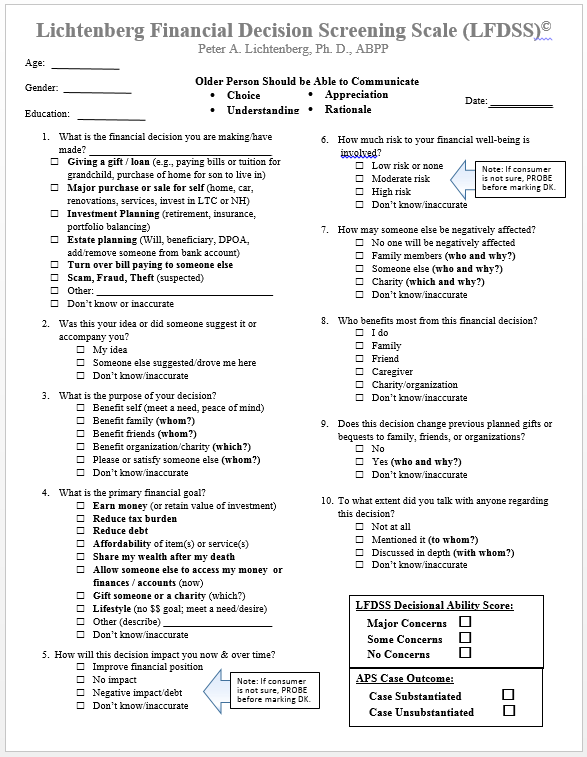 Lichtenberg Financial Decision Screening Scale (LFDSS)©
Peter A. Lichtenberg, Ph. D., ABPP
Age: ____________
Gender: ____________
Education: ____________
Older Person Should be Able to Communicate
• Choice
• Understanding
• Appreciation
• Rationale
Date: ____________
1. What is the financial decision you are making/have
made? ____________
☐ Giving a gift / loan (e.g., paying bills or tuition for
grandchild, purchase of home for son to live in)
☐ Major purchase or sale for self (home, car,
renovations, services, invest in LTC or NH)
☐ Investment Planning (retirement, insurance,
portfolio balancing)
☐ Estate planning (Will, beneficiary, DPOA,
add/remove someone from bank account)
☐ Turn over bill paying to someone else
☐ Scam, Fraud, Theft (suspected)
☐ Other: ____________
☐ Don't know or inaccurate
2. Was this your idea or did someone suggest it or
accompany you?
☐ My idea
☐ Someone else suggested/drove me here
☐ Don't know/inaccurate
3. What is the purpose of your decision?
☐ Benefit self (meet a need, peace of mind)
☐ Benefit family (whom?)
☐ Benefit friends (whom?)
☐ Benefit organization/charity (which?)
☐ Please or satisfy someone else (whom?)
☐ Don't know/inaccurate
4. What is the primary financial goal?
☐ Earn money (or retain value of investment)
☐ Reduce tax burden
☐ Reduce debt
☐ Affordability of item(s) or service(s)
☐ Share my wealth after my death
☐ Allow someone else to access my money or
finances / accounts (now)
☐ Gift someone or a charity (which?)
☐ Lifestyle (no $$ goal; meet a need/desire)
☐ Other (describe) ____________
☐ Don't know/inaccurate
5. How will this decision impact you now & over time?
☐ Improve financial position
☐ No impact
☐ Negative impact/debt
☐ Don't know/inaccurate
Note: If consumer
is not sure, PROBE
before marking DK.
6. How much risk to your financial well-being is
involved?
☐ Low risk or none
☐ Moderate risk
☐ High risk
☐ Don't know/inaccurate
Note: If consumer
is not sure, PROBE
before marking DK.
7. How may someone else be negatively affected?
☐ No one will be negatively affected
☐ Family members (who and why?)
☐ Someone else (who and why?)
☐ Charity (which and why?)
☐ Don't know/inaccurate
8. Who benefits most from this financial decision?
☐ I do
☐ Family
☐ Friend
☐ Caregiver
☐ Charity/organization
☐ Don't know/inaccurate
9. Does this decision change previous planned gifts or
bequests to family, friends, or organizations?
☐ No
☐ Yes (who and why?)
☐ Don't know/inaccurate
10. To what extent did you talk with anyone regarding
this decision?
☐ Not at all
☐ Mentioned it (to whom?)
☐ Discussed in depth (with whom?)
☐ Don't know/inaccurate
LFDSS Decisional Ability Score:
Major Concerns ☐
Some Concerns ☐
No Concerns ☐
APS Case Outcome:
Case Substantiated ☐
Case Unsubstantiated ☐